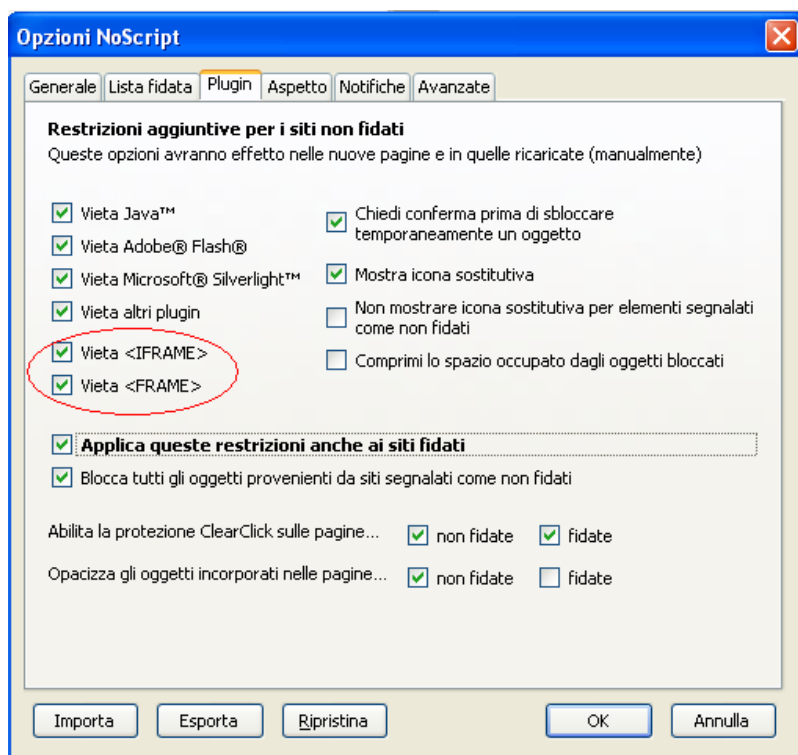 Opzioni NoScript
Generale Lista fidata Plugin Aspetto Notifiche Avanzate
Restrizioni aggiuntive per i siti non fidati
Queste opzioni avranno effetto nelle nuove pagine e in quelle ricaricate (manualmente)
Vieta Java™
Vieta Adobe® Flash®
Vieta Microsoft® Silverlight™
Vieta altri plugin
Vieta <IFRAME>
Vieta <FRAME>
Chiedi conferma prima di sbloccare
temporaneamente un oggetto
Mostra icona sostitutiva
Non mostrare icona sostitutiva per elementi segnalati
come non fidati
Comprimi lo spazio occupato dagli oggetti bloccati
Applica queste restrizioni anche ai siti fidati
Blocca tutti gli oggetti provenienti da siti segnalati come non fidati
Abilita la protezione ClearClick sulle pagine... non fidate fidate
Opacizza gli oggetti incorporati nelle pagine... non fidate fidate
Importa Esporta Ripristina OK Annulla